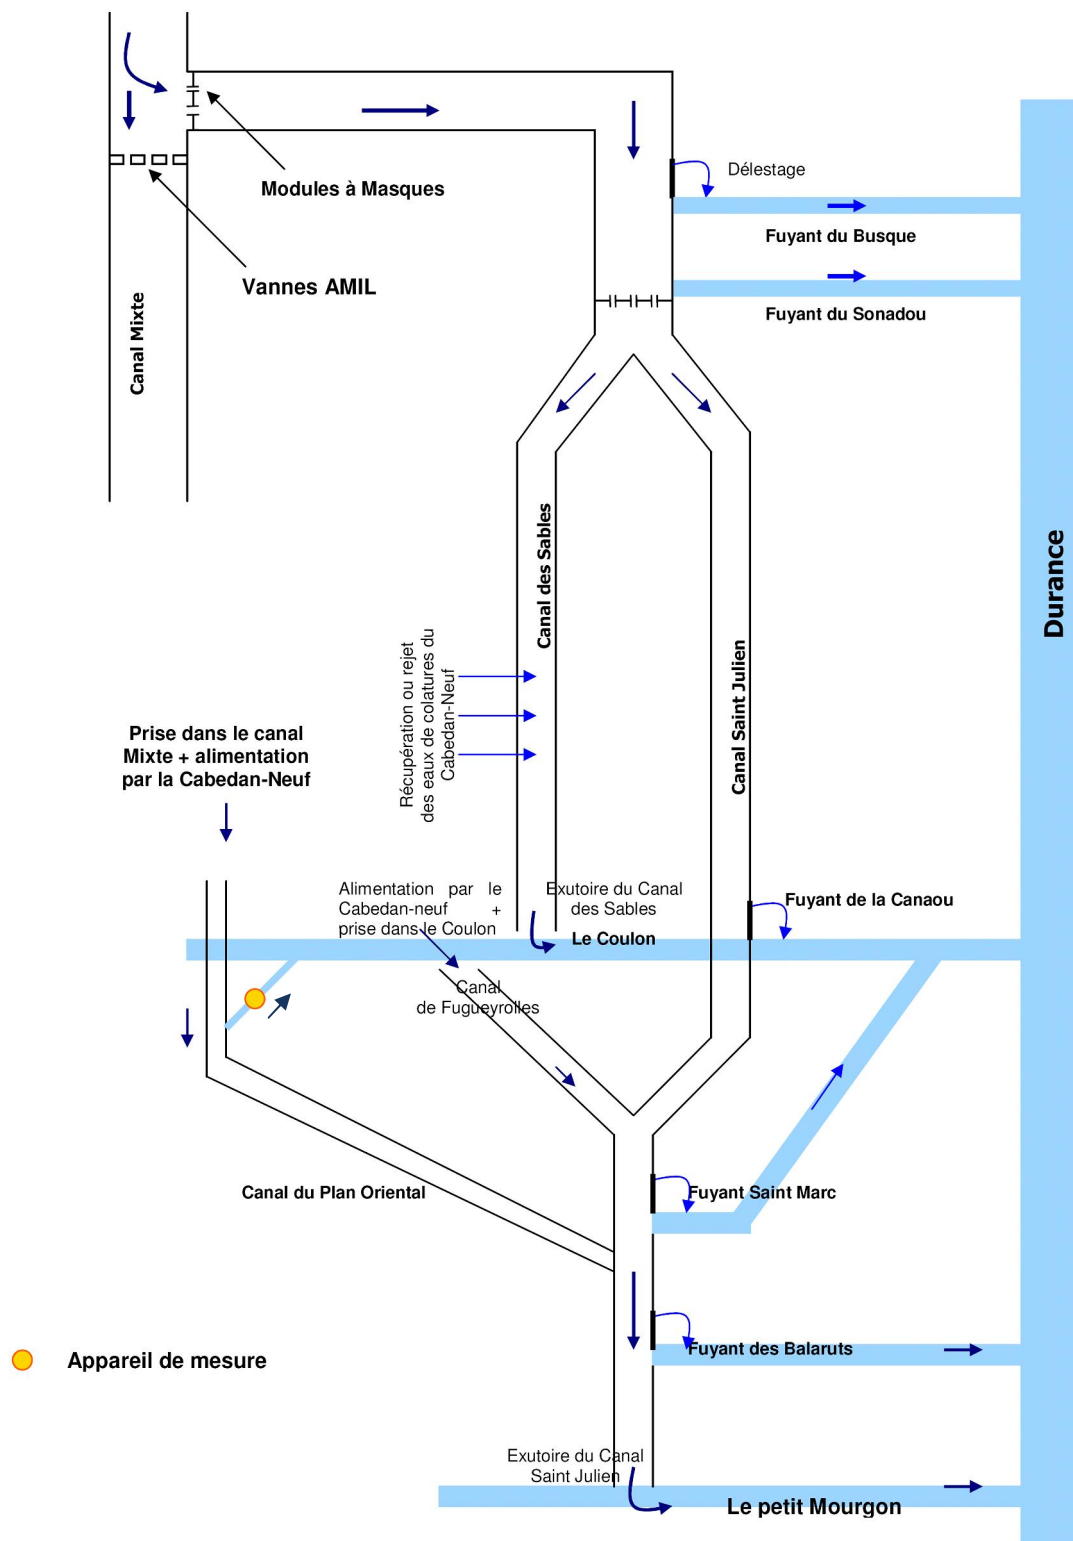 Délestage
Modules à Masques
Fuyant du Busque
Vannes AMIL
Fuyant du Sonadou
Canal Mixte
Canal des Sables
Durance
Canal Saint Julien
Récupération ou rejet
des eaux de colatures du
Cabedan-Neuf
Prise dans le canal
Mixte + alimentation
par la Cabedan-Neuf
Alimentation par le
Cabedan-neuf +
prise dans le Coulon
Exutoire du Canal
des Sables
Le Coulon
Fuyant de la Canaou
Canal
de Fugueyrolles
Canal du Plan Oriental
Fuyant Saint Marc
Fuyant des Balaruts
Appareil de mesure
Exutoire du Canal
Saint Julien
Le petit Mourgon